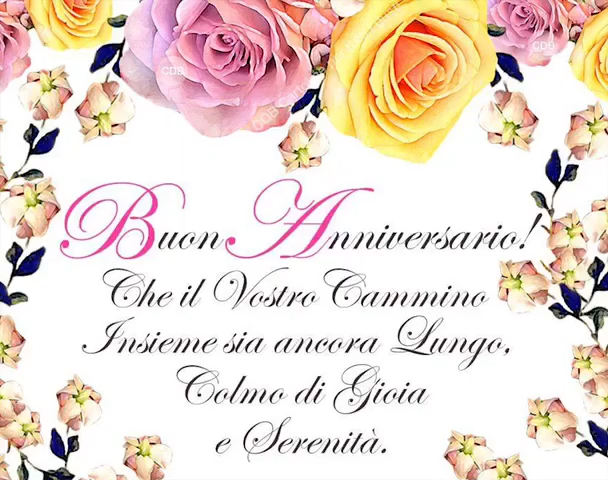 Buon Anniversario!
Che il Vostro Cammino
Insieme sia ancora Lungo,
Colmo di Gioia
e Serenità.